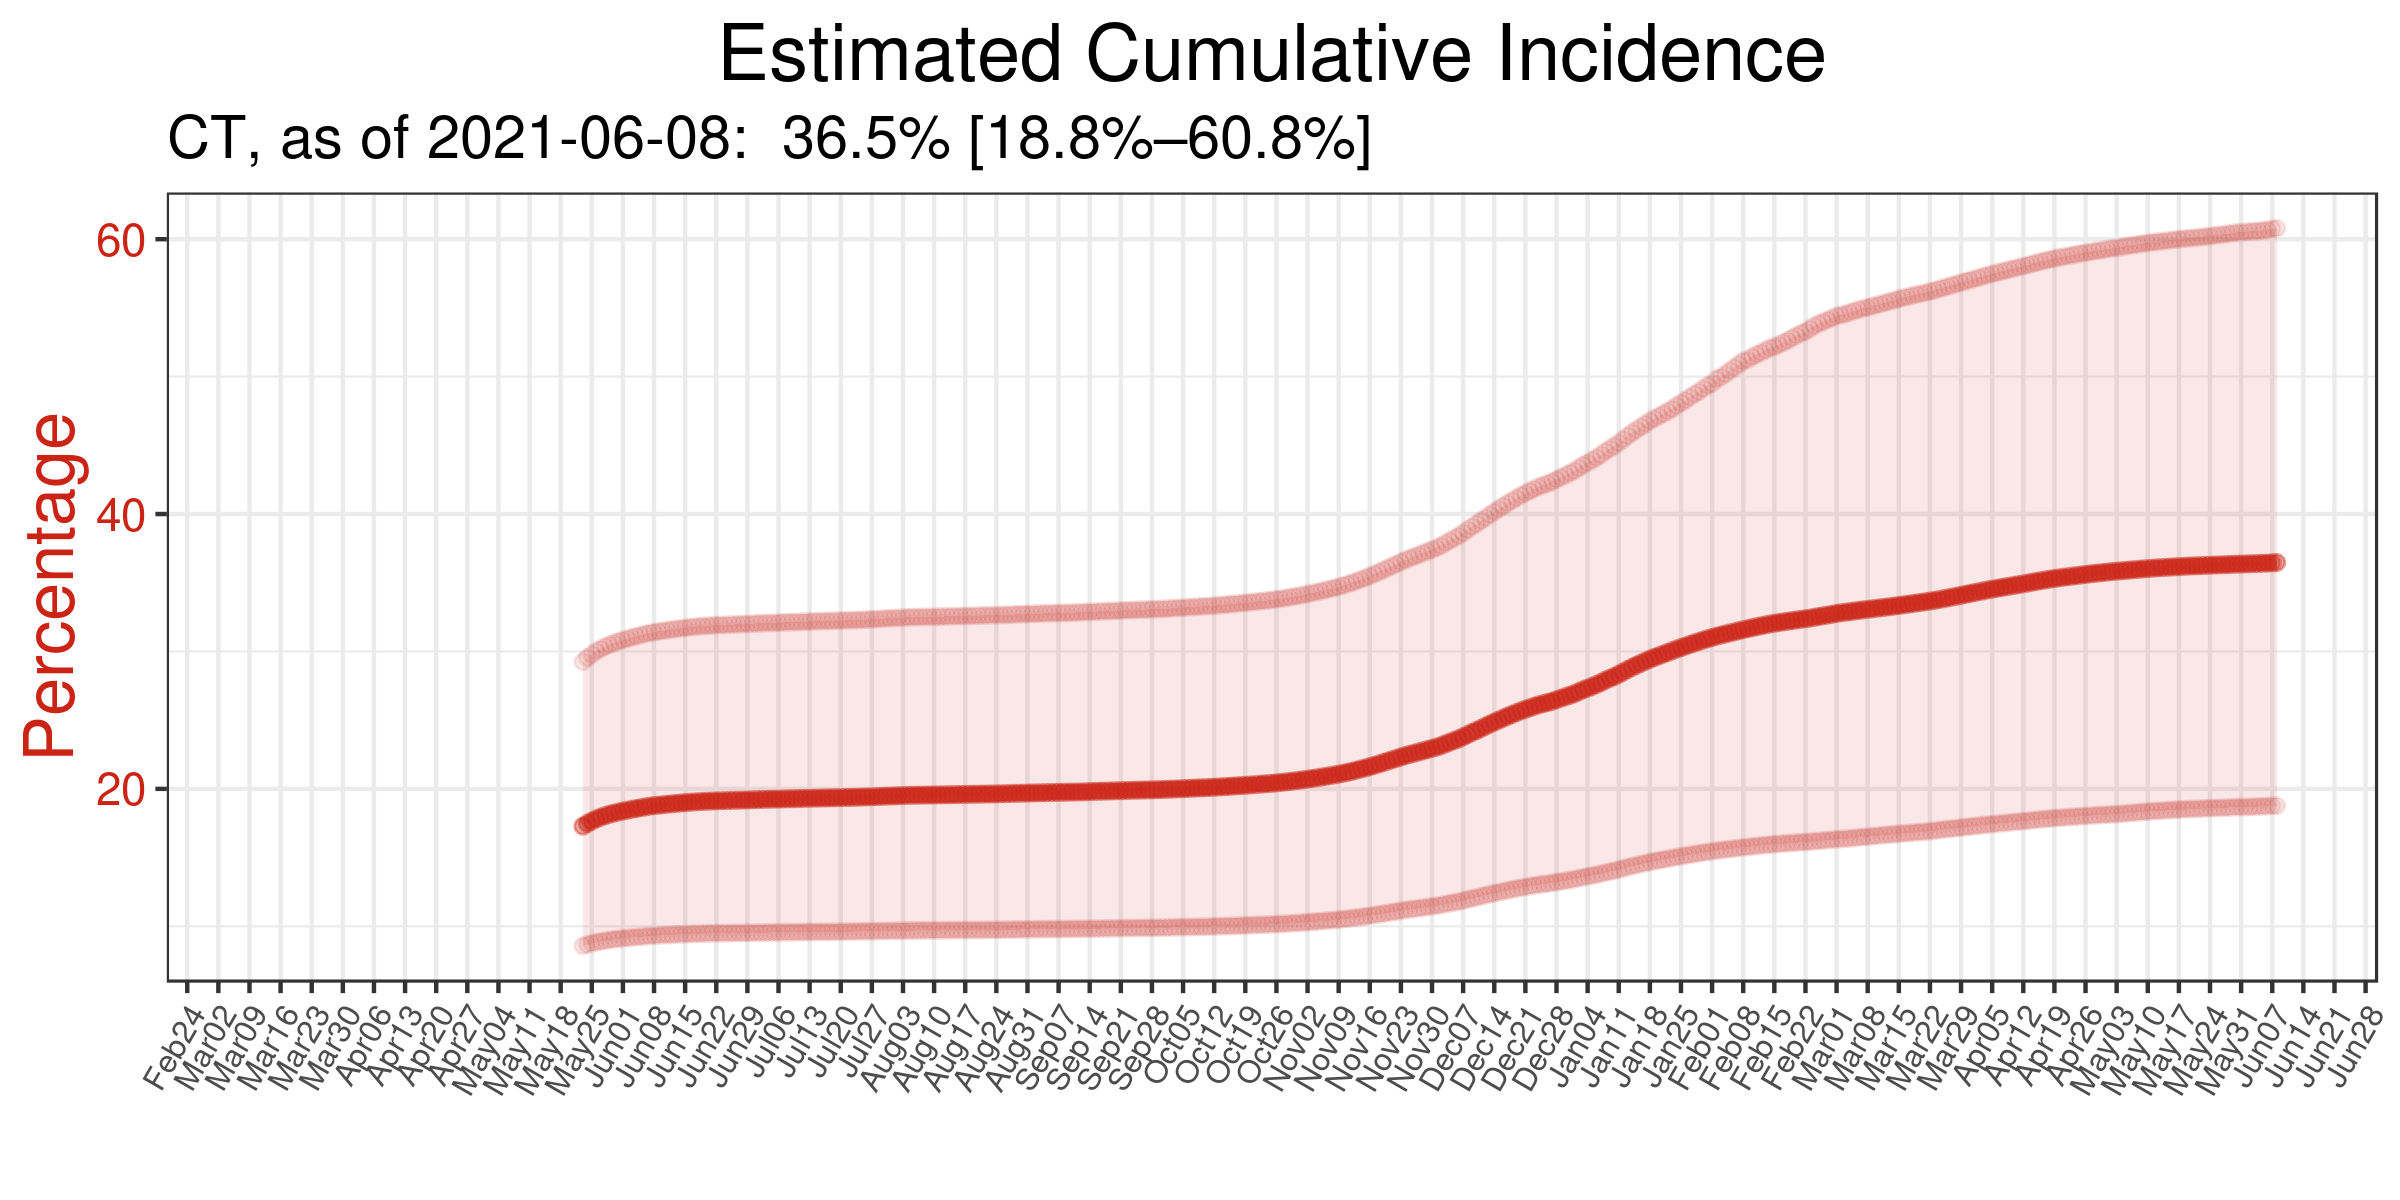 Estimated Cumulative Incidence
CT, as of 2021-06-08:  36.5% [18.8%–60.8%]
Percentage
60
40
20
Feb24
Mar02
Mar09
Mar16
Mar23
Mar30
Apr06
Apr13
Apr20
Apr27
May04
May11
May18
May25
Jun01
Jun08
Jun15
Jun22
Jun29
Jul06
Jul13
Jul20
Jul27
Aug03
Aug10
Aug17
Aug24
Aug31
Sep07
Sep14
Sep21
Sep28
Oct05
Oct12
Oct19
Oct26
Nov02
Nov09
Nov16
Nov23
Nov30
Dec07
Dec14
Dec21
Dec28
Jan04
Jan11
Jan18
Jan25
Feb01
Feb08
Feb15
Feb22
Mar01
Mar08
Mar15
Mar22
Mar29
Apr05
Apr12
Apr19
Apr26
May03
May10
May17
May24
May31
Jun07
Jun14
Jun21
Jun28